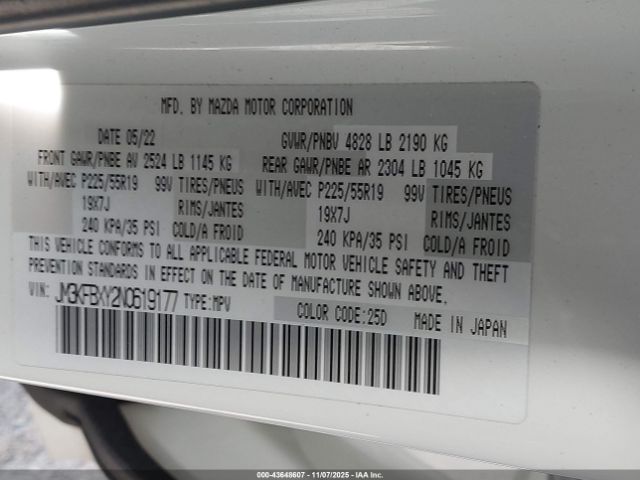 MFD. BY MAZDA MOTOR CORPORATION
DATE 05/22 GVWR/PNBV 4828 LB 2190 KG
FRONT GAWR/PNBE AV 2524 LB 1145 KG REAR GAWR/PNBE AR 2304 LB 1045 KG
WITH/AVEC P225/55R19 99V TIRES/PNEUS WITH/AVEC P225/55R19 99V TIRES/PNEUS
19X7J RIMS/JANTES 19X7J RIMS/JANTES
240 KPA/35 PSI COLD/A FROID 240 KPA/35 PSI COLD/A FROID
THIS VEHICLE CONFORMS TO ALL APPLICABLE FEDERAL MOTOR VEHICLE SAFETY AND THEFT
PREVENTION STANDARDS IN EFFECT ON THE DATE OF MANUFACTURE SHOWN ABOVE.
VIN: JM3KFBXY2N0619177 TYPE:MPV COLOR CODE:25D MADE IN JAPAN
000-43648607 - 11/07/2025 - IAAI.COM